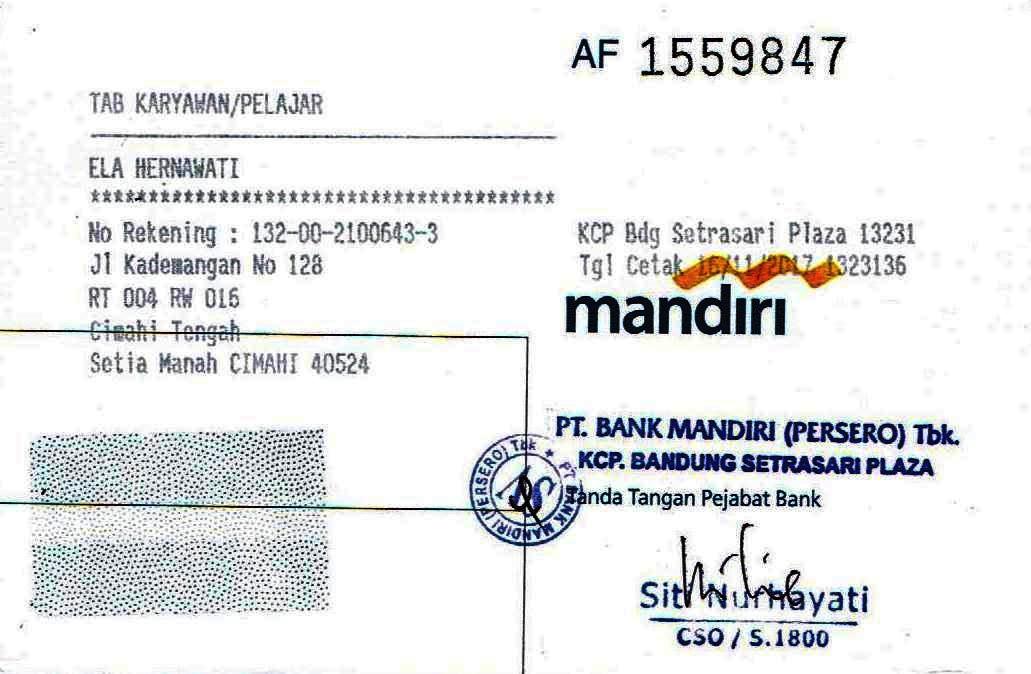 AF 1559847
TAB KARYAWAN/PELAJAR
ELA HERNAWATI
****************************************
No Rekening : 132-00-2100643-3
Jl Kademangan No 128
RT 004 RW 016
Cimahi Tengah
Setia Manah CIMAHI 40524
KCP Bdg Setrasari Plaza 13231
Tgl Cetak 16/11/2017 1323136
mandiri
PT. BANK MANDIRI (PERSERO) Tbk.
KCP. BANDUNG SETRASARI PLAZA
PT. BANK MANDIRI (PERSERO) Tbk
Tanda Tangan Pejabat Bank
Siti Nurhayati
CSO / S.1800